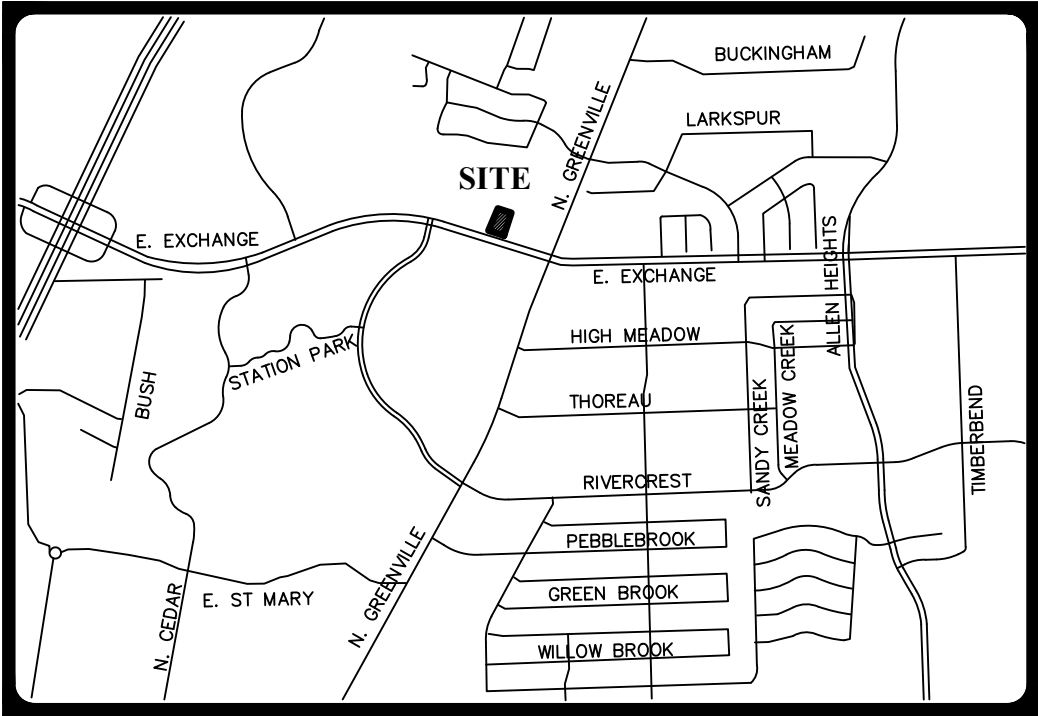 BUCKINGHAM
LARKSPUR
N. GREENVILLE
SITE
E. EXCHANGE
E. EXCHANGE
ALLEN HEIGHTS
HIGH MEADOW
STATION PARK
MEADOW CREEK
SANDY CREEK
BUSH
THOREAU
TIMBERBEND
RIVERCREST
PEBBLEBROOK
N. GREENVILLE
GREEN BROOK
E. ST MARY
N. CEDAR
WILLOW BROOK